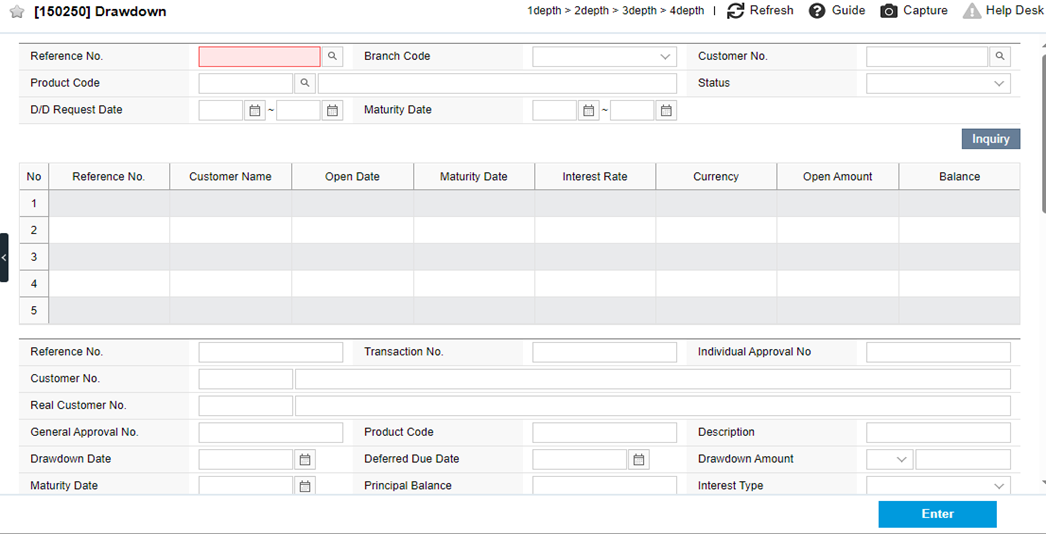 [150250] Drawdown
1depth > 2depth > 3depth > 4depth | Refresh Guide Capture Help Desk
Reference No. Branch Code Customer No.
Product Code Status
D/D Request Date ~ Maturity Date ~
Inquiry
No Reference No. Customer Name Open Date Maturity Date Interest Rate Currency Open Amount Balance
1
2
3
4
5
Reference No. Transaction No. Individual Approval No
Customer No.
Real Customer No.
General Approval No. Product Code Description
Drawdown Date Deferred Due Date Drawdown Amount
Maturity Date Principal Balance Interest Type
Enter